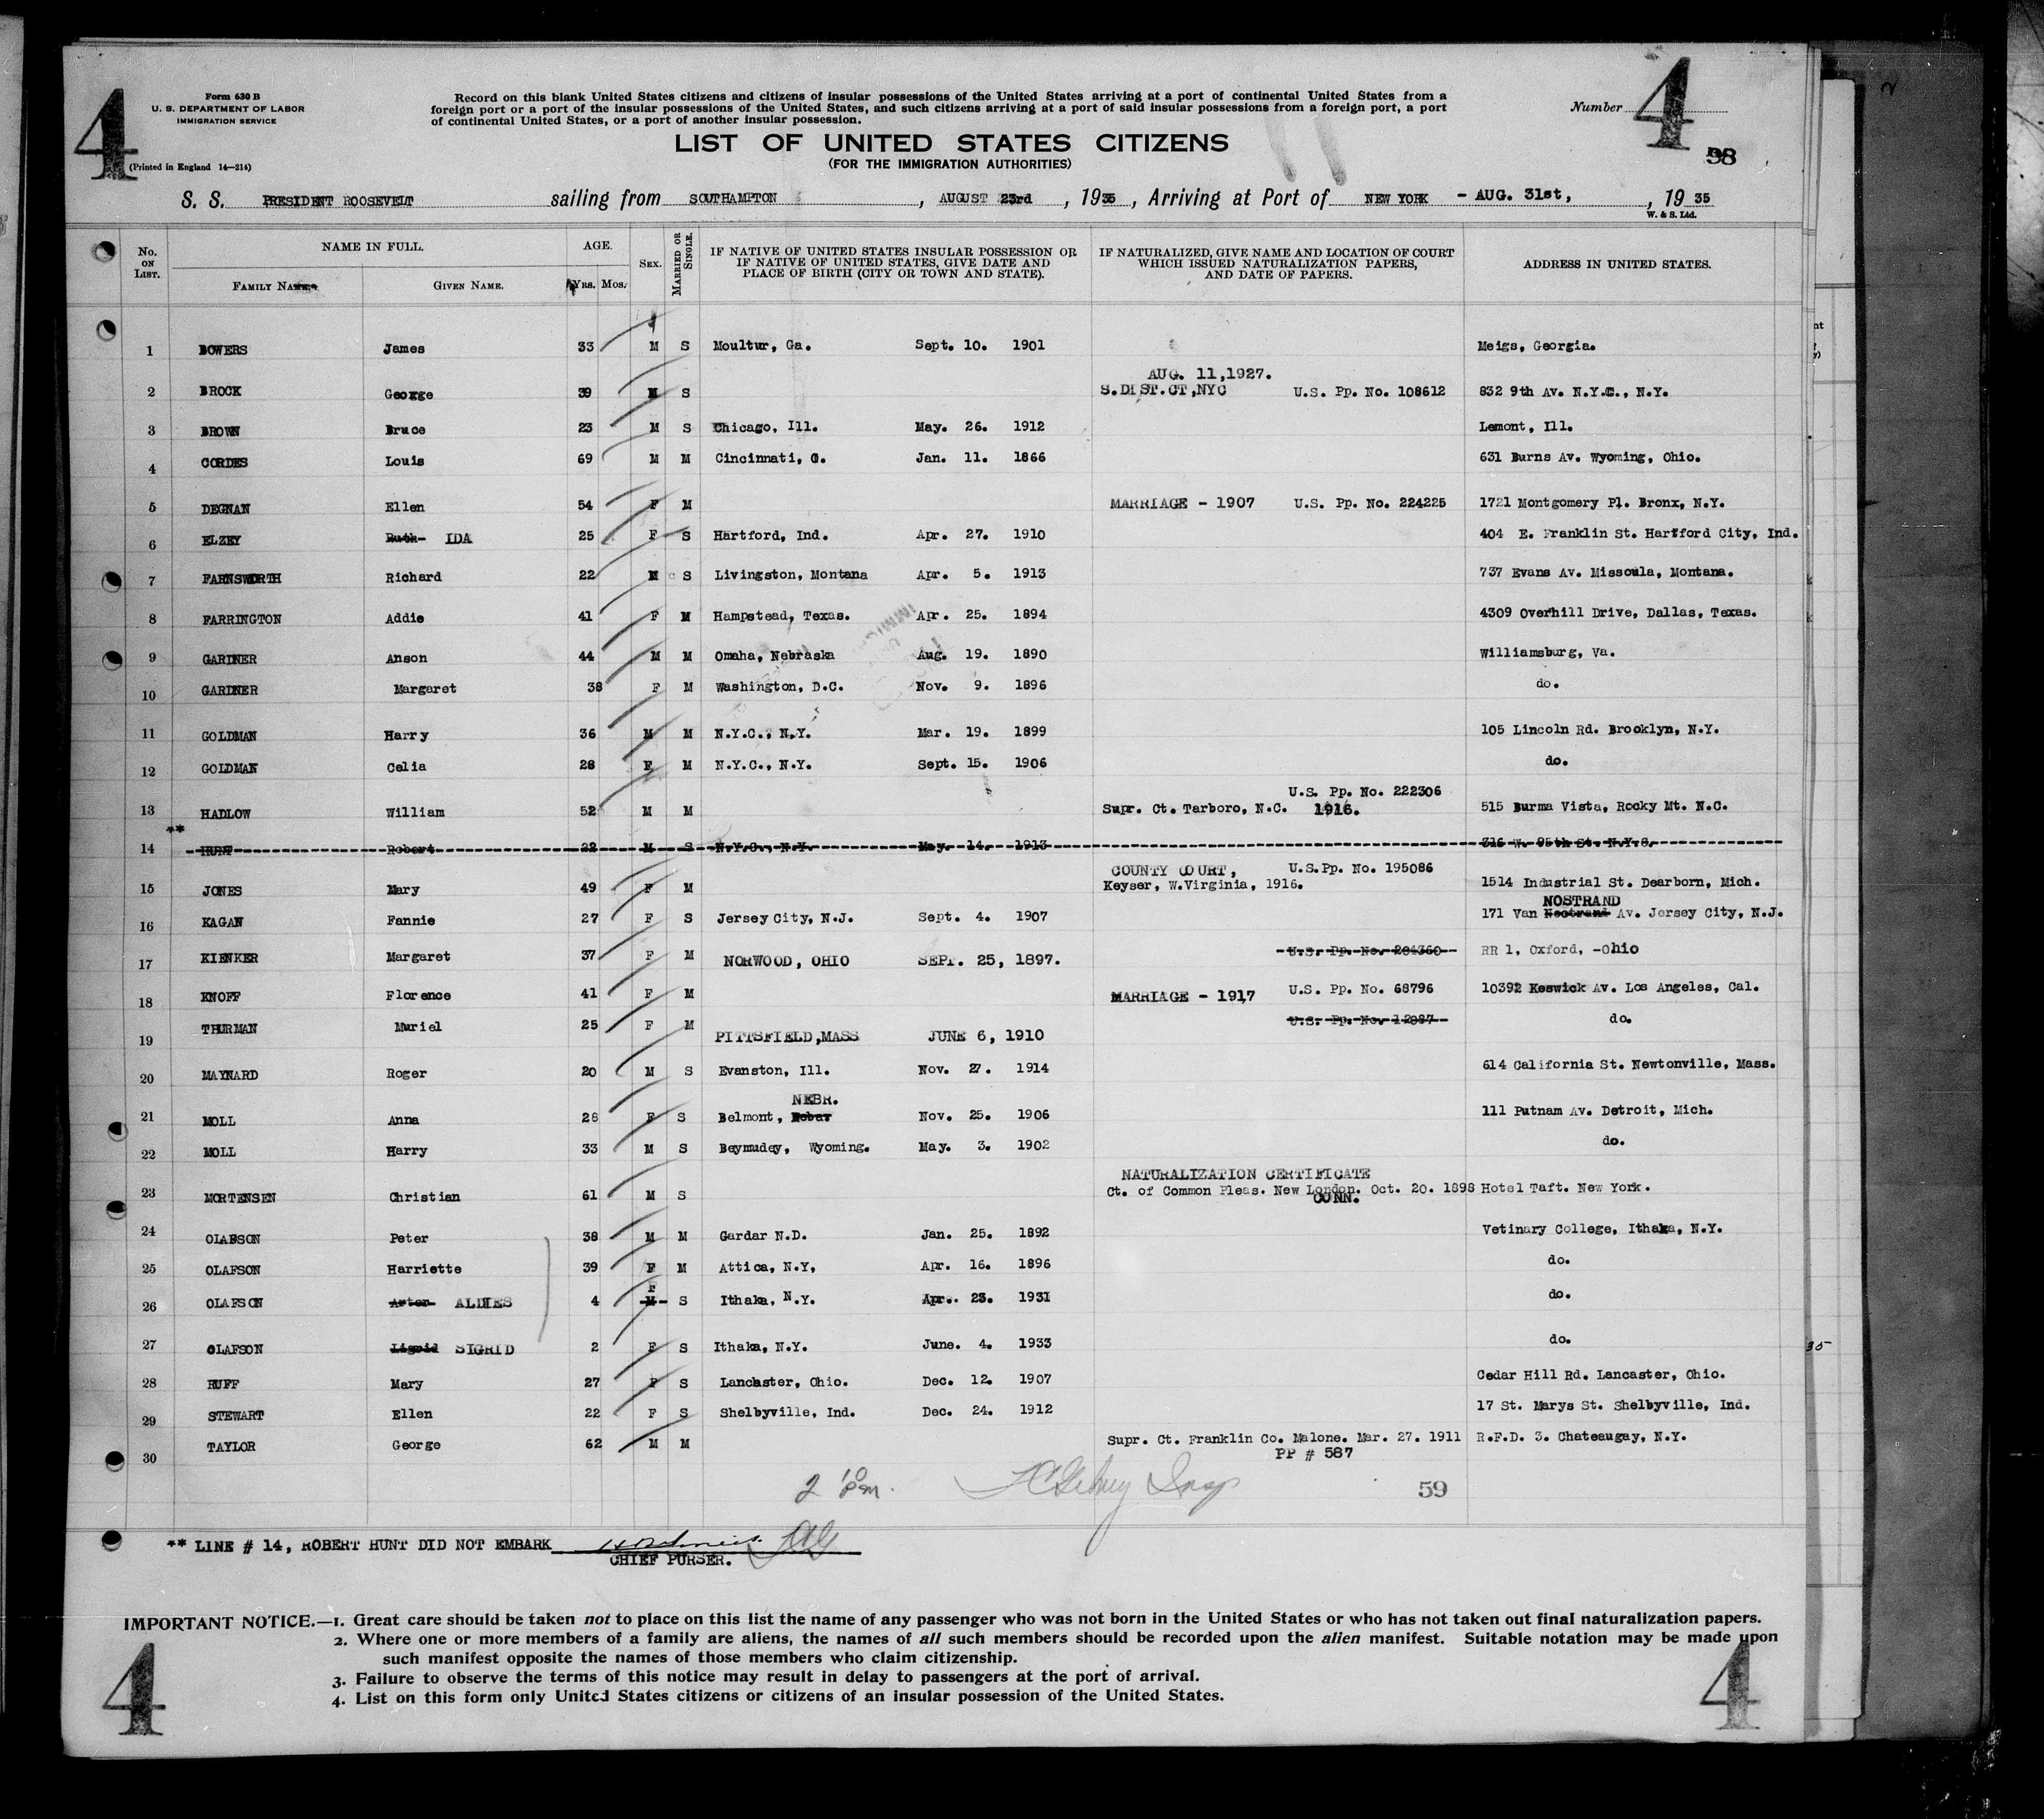 4
Form 630 B
U. S. DEPARTMENT OF LABOR
IMMIGRATION SERVICE
(Printed in England 14—214)
Record on this blank United States citizens and citizens of insular possessions of the United States arriving at a port of continental United States from a
foreign port or a port of the insular possessions of the United States, and such citizens arriving at a port of said insular possessions from a foreign port, a port
of continental United States, or a port of another insular possession.
Number 4
LIST OF UNITED STATES CITIZENS
(FOR THE IMMIGRATION AUTHORITIES)
S. S. PRESIDENT ROOSEVELT sailing from SOUTHAMPTON, AUGUST 23rd, 1935, Arriving at Port of NEW YORK - AUG. 31st, , 19 35
W. & S. Ltd.
No. ON LIST. NAME IN FULL. AGE. SEX. MARRIED OR SINGLE. IF NATIVE OF UNITED STATES INSULAR POSSESSION OR IF NATIVE OF UNITED STATES, GIVE DATE AND PLACE OF BIRTH (CITY OR TOWN AND STATE). IF NATURALIZED, GIVE NAME AND LOCATION OF COURT WHICH ISSUED NATURALIZATION PAPERS, AND DATE OF PAPERS. ADDRESS IN UNITED STATES.
FAMILY NAME GIVEN NAME. YRS. MOS.
1 BOWERS James 33 M S Moultur, Ga. Sept. 10. 1901 Meigs, Georgia.
AUG. 11,1927.
2 BROCK George 39 M S S.DIST.CT,NYC U.S. Pp. No. 108612 832 9th Av. N.Y.C., N.Y.
3 BROWN Bruce 23 M S Chicago, Ill. May. 26. 1912 Lemont, Ill.
4 CORDES Louis 69 M M Cincinnati, O. Jan. 11. 1866 631 Burns Av. Wyoming, Ohio.
5 DEGNAN Ellen 54 F M MARRIAGE - 1907 U.S. Pp. No. 224225 1721 Montgomery Pl. Bronx, N.Y.
6 ELZEY Ruth IDA 25 F S Hartford, Ind. Apr. 27. 1910 404 E. Franklin St. Hartford City, Ind.
7 FARNSWORTH Richard 22 M S Livingston, Montana Apr. 5. 1913 737 Evans Av. Missoula, Montana.
8 FARRINGTON Addie 41 F M Hampstead, Texas. Apr. 25. 1894 4309 Overhill Drive, Dallas, Texas.
9 GARDNER Anson 44 M M Omaha, Nebraska Aug. 19. 1890 Williamsburg, Va.
10 GARDNER Margaret 38 F M Washington, D.C. Nov. 9. 1896 do.
11 GOLDMAN Harry 36 M M N.Y.C., N.Y. Mar. 19. 1899 105 Lincoln Rd. Brooklyn, N.Y.
12 GOLDMAN Celia 28 F M N.Y.C., N.Y. Sept. 15. 1906 do.
U.S. Pp. No. 222306
13 HADLOW William 52 M M Supr. Ct. Tarboro, N.C. 1916. 515 Burma Vista, Rocky Mt. N.C.
**
14 HUNT Robert 22 M S N.Y.C., N.Y. May. 14. 1913 316 W. 95th St. N.Y.C.
COUNTY COURT, U.S.Pp. No. 195086
15 JONES Mary 49 F M Keyser, W.Virginia, 1916. 1514 Industrial St. Dearborn, Mich.
NOSTRAND
16 KAGAN Fannie 27 F S Jersey City, N.J. Sept. 4. 1907 171 Van Av. Jersey City, N.J.
17 KIENKER Margaret 37 F M NORWOOD, OHIO SEPT. 25, 1897. U.S. Pp. No. RR 1, Oxford, -Ohio
18 KNOFF Florence 41 F M MARRIAGE - 1917 U.S. Pp. No. 68796 10392 Keswick Av. Los Angeles, Cal.
19 THURMAN Muriel 25 F M PITTSFIELD,MASS JUNE 6, 1910 U.S. Pp. No. do.
20 MAYNARD Roger 20 M S Evanston, Ill. Nov. 27. 1914 614 California St. Newtonville, Mass.
NEBR.
21 MOLL Anna 28 F S Belmont, Nov. 25. 1906 111 Putnam Av. Detroit, Mich.
22 MOLL Harry 33 M S Beymudey, Wyoming. May. 3. 1902 do.
NATURALIZATION CERTIFICATE
23 MORTENSEN Christian 61 M S Ct. of Common Pleas. New London. Oct. 20. 1898 Hotel Taft. New York.
CONN.
24 OLAFSON Peter 38 M M Gardar N.D. Jan. 25. 1892 Vetinary College, Ithaka, N.Y.
25 OLAFSON Harriette 39 F M Attica, N.Y, Apr. 16. 1896 do.
F
26 OLAFSON ALDIES 4 M S Ithaka, N.Y. Apr. 23. 1931 do.
27 OLAFSON Ligrid SIGRID 2 F S Ithaka, N.Y. June. 4. 1933 do.
28 RUFF Mary 27 F S Lancaster, Ohio. Dec. 12. 1907 Cedar Hill Rd. Lancaster, Ohio.
29 STEWART Ellen 22 F S Shelbyville, Ind. Dec. 24. 1912 17 St. Marys St. Shelbyville, Ind.
30 TAYLOR George 62 M M Supr. Ct. Franklin Co. Malone. Mar. 27. 1911 R.F.D. 3. Chateaugay, N.Y.
PP # 587
59
** LINE # 14, ROBERT HUNT DID NOT EMBARK
CHIEF PURSER.
IMPORTANT NOTICE.—1. Great care should be taken not to place on this list the name of any passenger who was not born in the United States or who has not taken out final naturalization papers.
2. Where one or more members of a family are aliens, the names of all such members should be recorded upon the alien manifest. Suitable notation may be made upon
such manifest opposite the names of those members who claim citizenship.
3. Failure to observe the terms of this notice may result in delay to passengers at the port of arrival.
4. List on this form only United States citizens or citizens of an insular possession of the United States.
4
4